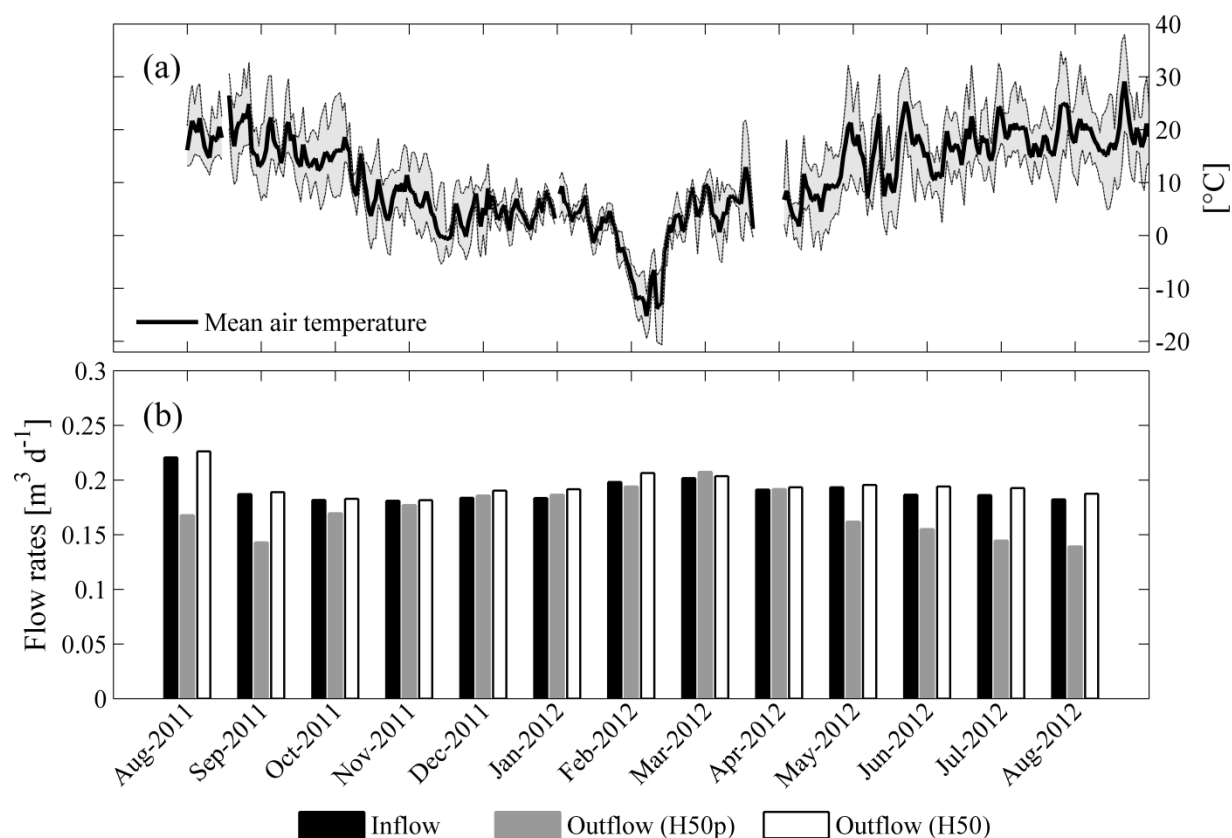 (a)
40
30
20
10
0
-10
-20
[°C]
Mean air temperature
(b)
Flow rates [m³ d⁻¹]
0.3
0.25
0.2
0.15
0.1
0.05
0
Aug-2011
Sep-2011
Oct-2011
Nov-2011
Dec-2011
Jan-2012
Feb-2012
Mar-2012
Apr-2012
May-2012
Jun-2012
Jul-2012
Aug-2012
Inflow Outflow (H50p) Outflow (H50)